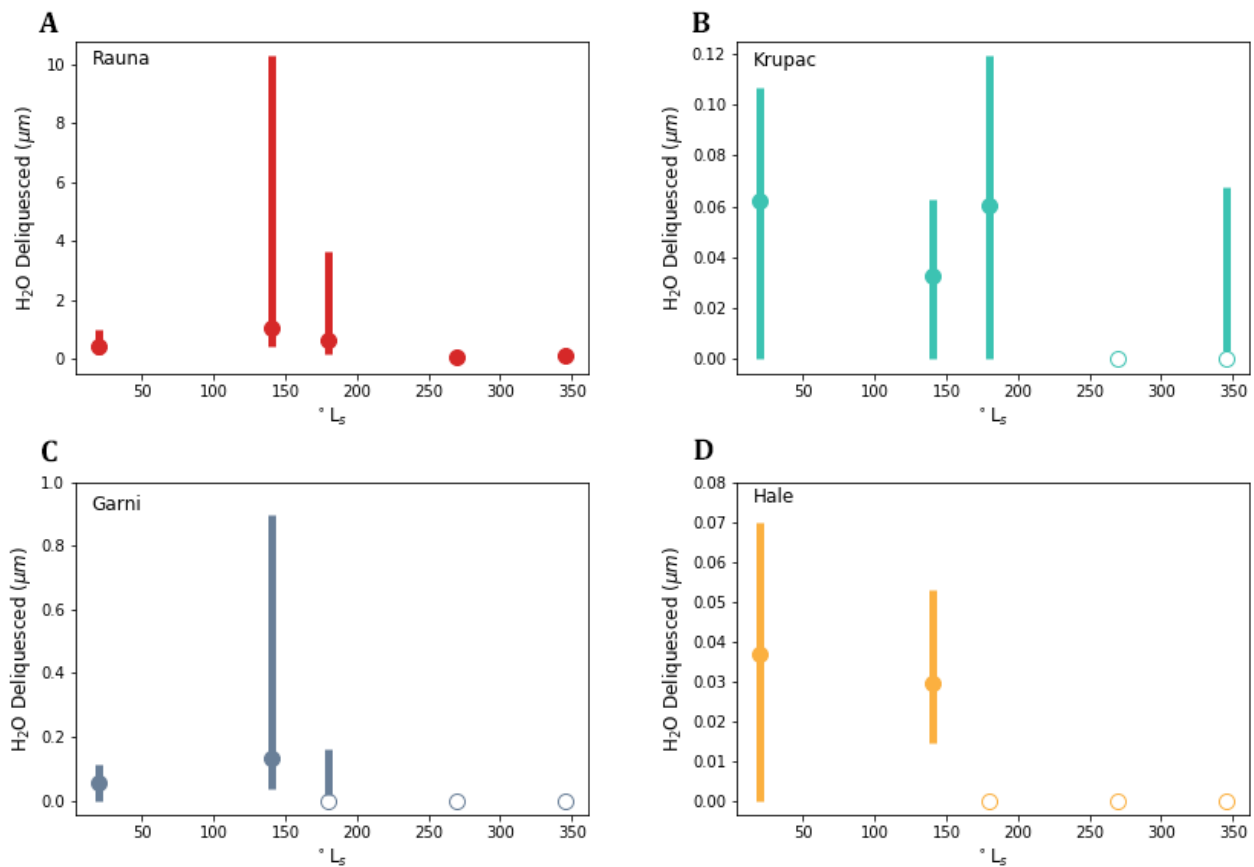 A
Rauna
H₂O Deliquesced (μm)
10
8
6
4
2
0
50 100 150 200 250 300 350
° Lₛ
B
Krupac
H₂O Deliquesced (μm)
0.12
0.10
0.08
0.06
0.04
0.02
0.00
50 100 150 200 250 300 350
° Lₛ
C
Garni
H₂O Deliquesced (μm)
1.0
0.8
0.6
0.4
0.2
0.0
50 100 150 200 250 300 350
° Lₛ
D
Hale
H₂O Deliquesced (μm)
0.08
0.07
0.06
0.05
0.04
0.03
0.02
0.01
0.00
50 100 150 200 250 300 350
° Lₛ